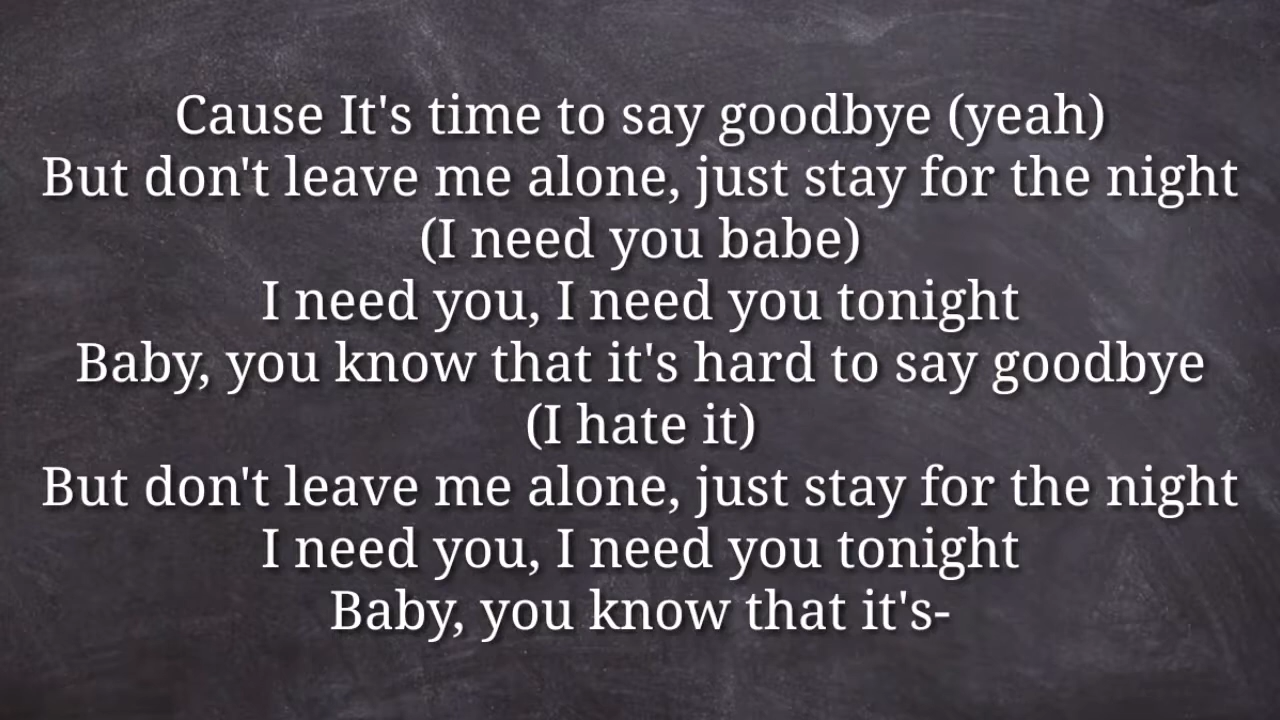 Cause It's time to say goodbye (yeah)
But don't leave me alone, just stay for the night
(I need you babe)
I need you, I need you tonight
Baby, you know that it's hard to say goodbye
(I hate it)
But don't leave me alone, just stay for the night
I need you, I need you tonight
Baby, you know that it's-